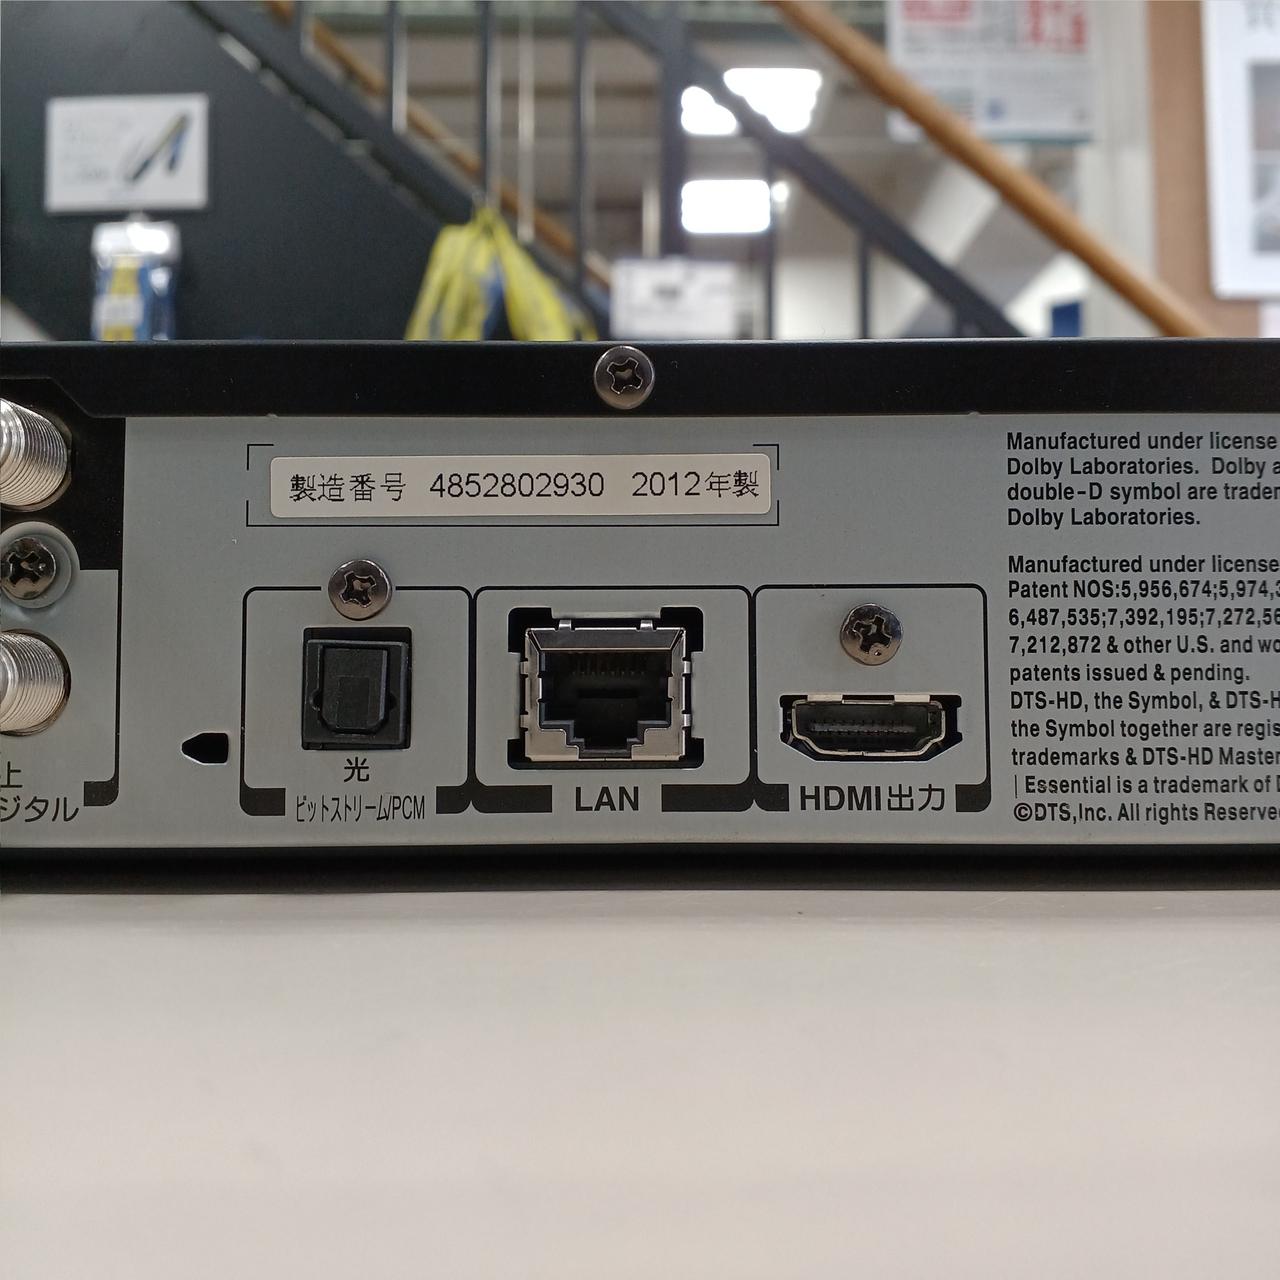 製造番号 4852802930 2012年製
Manufactured under license
Dolby Laboratories. Dolby a
double-D symbol are trader
Dolby Laboratories.
Manufactured under license
Patent NOS:5,956,674;5,974,3
6,487,535;7,392,195;7,272,56
7,212,872 & other U.S. and wo
patents issued & pending.
DTS-HD, the Symbol, & DTS-H
the Symbol together are regis
trademarks & DTS-HD Master
| Essential is a trademark of D
©DTS,Inc. All rights Reserve
上
ジタル
光
ビットストリーム/PCM
LAN
HDMI出力